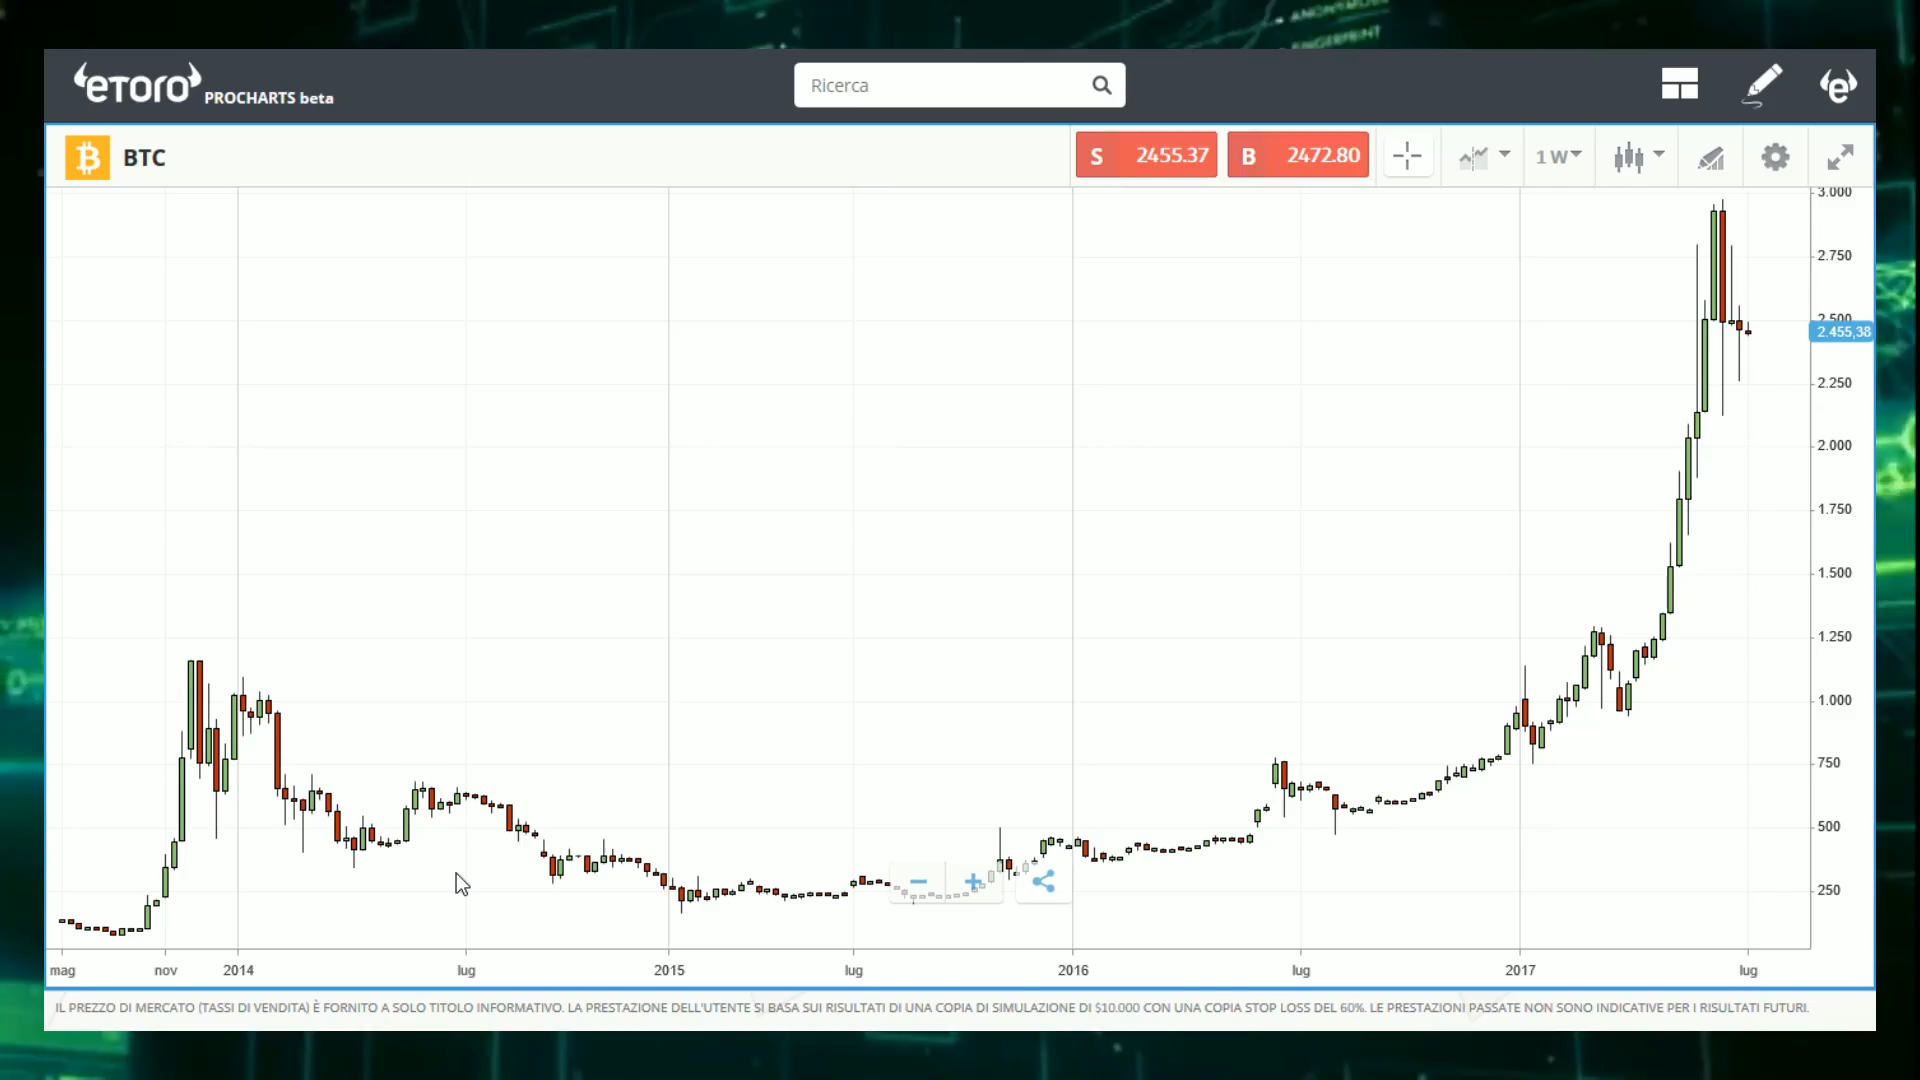 ANONYMOUS
FINGERPRINT
eTORO PROCHARTS beta
Ricerca
BTC
S 2455.37
B 2472.80
1 W
3.000
2.750
2.500
2.455,38
2.250
2.000
1.750
1.500
1.250
1.000
750
500
250
mag nov 2014 lug 2015 lug 2016 lug 2017 lug
IL PREZZO DI MERCATO (TASSI DI VENDITA) È FORNITO A SOLO TITOLO INFORMATIVO. LA PRESTAZIONE DELL'UTENTE SI BASA SUI RISULTATI DI UNA COPIA DI SIMULAZIONE DI $10.000 CON UNA COPIA STOP LOSS DEL 60%. LE PRESTAZIONI PASSATE NON SONO INDICATIVE PER I RISULTATI FUTURI.